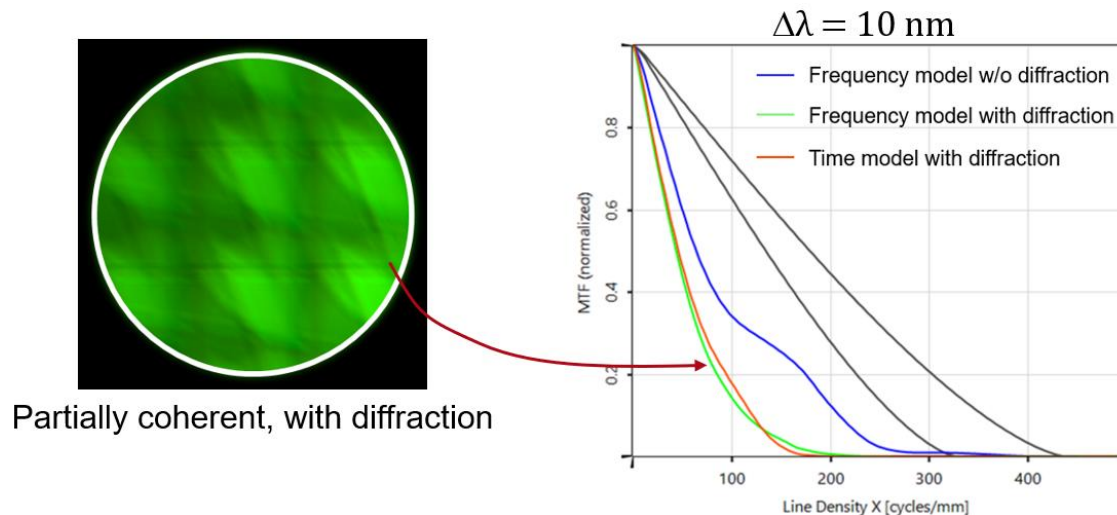 Δλ = 10 nm
Frequency model w/o diffraction
Frequency model with diffraction
Time model with diffraction
MTF (normalized)
0.8
0.6
0.4
0.2
100
200
300
400
Line Density X [cycles/mm]
Partially coherent, with diffraction